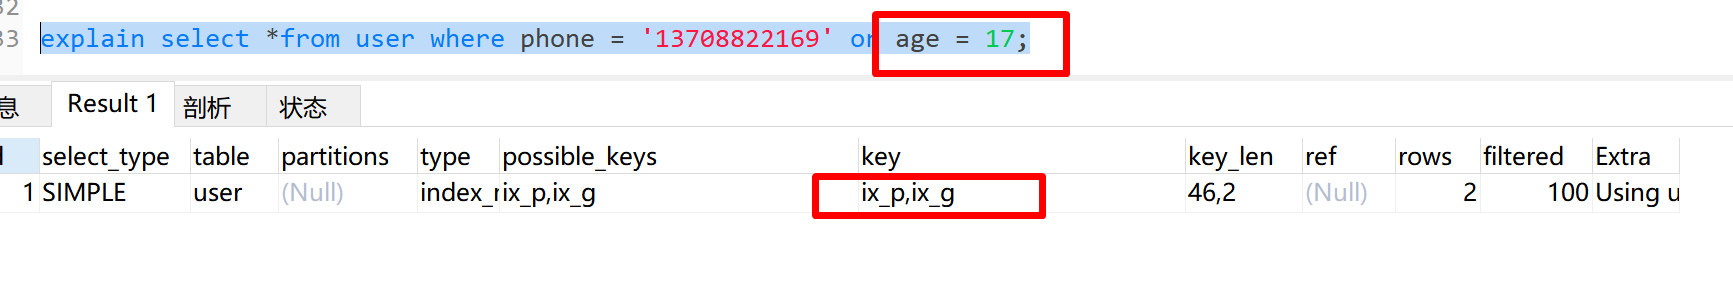 32
33 explain select *from user where phone = '13708822169' or age = 17;
息 Result 1 剖析 状态
select_type table partitions type possible_keys key key_len ref rows filtered Extra
1 SIMPLE user (Null) index_r ix_p,ix_g ix_p,ix_g 46,2 (Null) 2 100 Using u